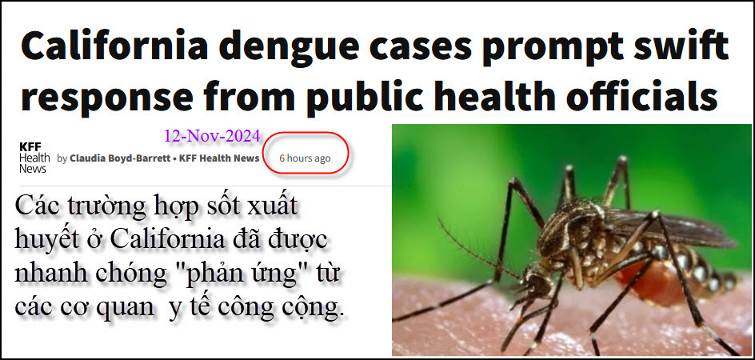 California dengue cases prompt swift
response from public health officials
12-Nov-2024
KFF
Health
News
by Claudia Boyd-Barrett • KFF Health News
6 hours ago
Các trường hợp sốt xuất
huyết ở California đã được
nhanh chóng "phản ứng" từ
các cơ quan y tế công cộng.